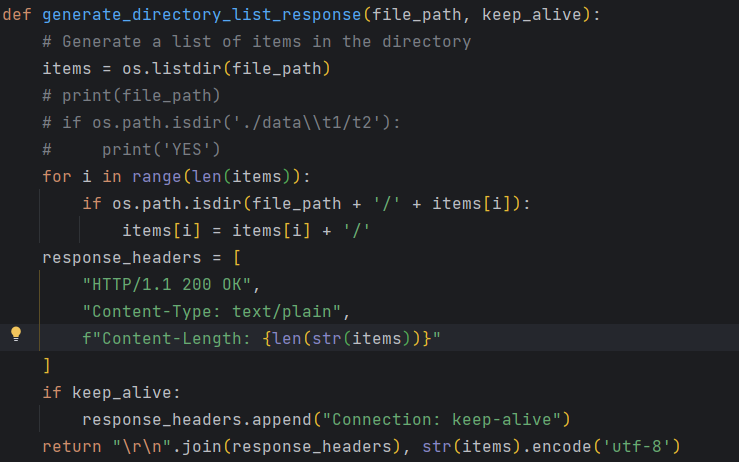 def generate_directory_list_response(file_path, keep_alive):
    # Generate a list of items in the directory
    items = os.listdir(file_path)
    # print(file_path)
    # if os.path.isdir('./data\\t1/t2'):
    #     print('YES')
    for i in range(len(items)):
        if os.path.isdir(file_path + '/' + items[i]):
            items[i] = items[i] + '/'
    response_headers = [
        "HTTP/1.1 200 OK",
        "Content-Type: text/plain",
        f"Content-Length: {len(str(items))}"
    ]
    if keep_alive:
        response_headers.append("Connection: keep-alive")
    return "\r\n".join(response_headers), str(items).encode('utf-8')